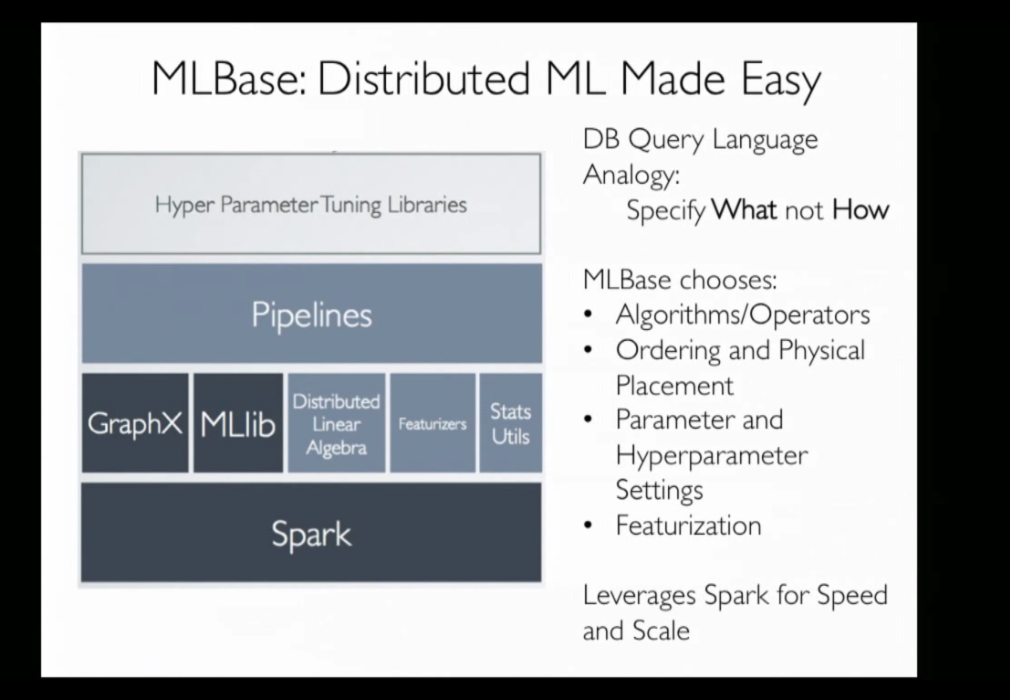 MLBase: Distributed ML Made Easy
Hyper Parameter Tuning Libraries
Pipelines
GraphX
MLlib
Distributed
Linear
Algebra
Featurizers
Stats
Utils
Spark
DB Query Language
Analogy:
Specify What not How
MLBase chooses:
• Algorithms/Operators
• Ordering and Physical
Placement
• Parameter and
Hyperparameter
Settings
• Featurization
Leverages Spark for Speed
and Scale